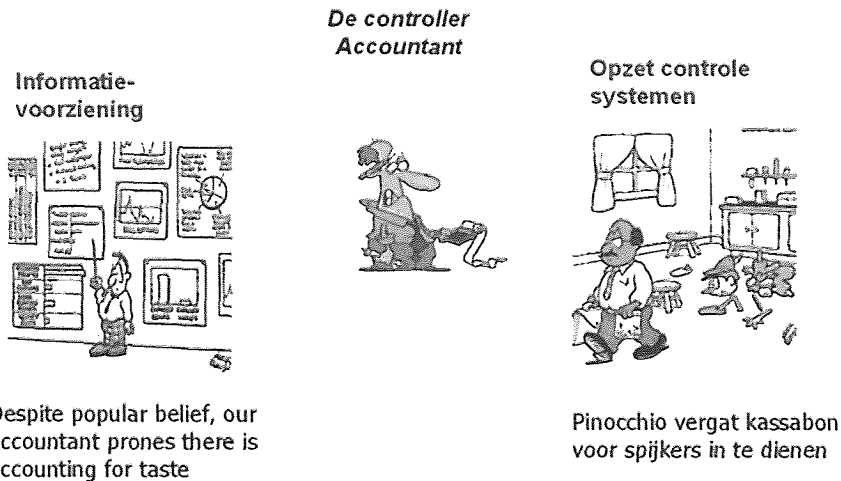 De controller
Accountant
Informatie-
voorziening
Opzet controle
systemen
Despite popular belief, our
accountant prones there is
accounting for taste
Pinocchio vergat kassabon
voor spijkers in te dienen